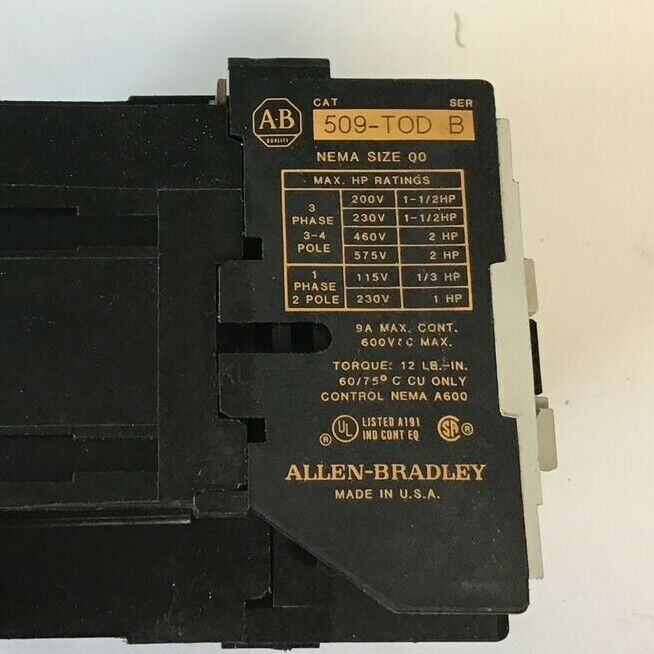 CAT SER
A-B
QUALITY
509-TOD B
NEMA SIZE 00
MAX. HP RATINGS
3 PHASE 3-4 POLE
200V 1-1/2HP
230V 1-1/2HP
460V 2 HP
575V 2 HP
1 PHASE 2 POLE
115V 1/3 HP
230V 1 HP
9A MAX. CONT.
600VAC MAX.
TORQUE: 12 LB.-IN.
60/75° C CU ONLY
CONTROL NEMA A600
® UL LISTED A191 SA ®
IND CONT EQ
ALLEN-BRADLEY
MADE IN U.S.A.